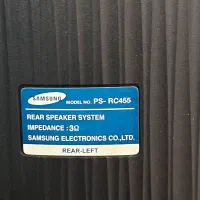 SAMSUNG MODEL NO. PS- RC455
REAR SPEAKER SYSTEM
IMPEDANCE : 3Ω
SAMSUNG ELECTRONICS CO.,LTD.
REAR-LEFT